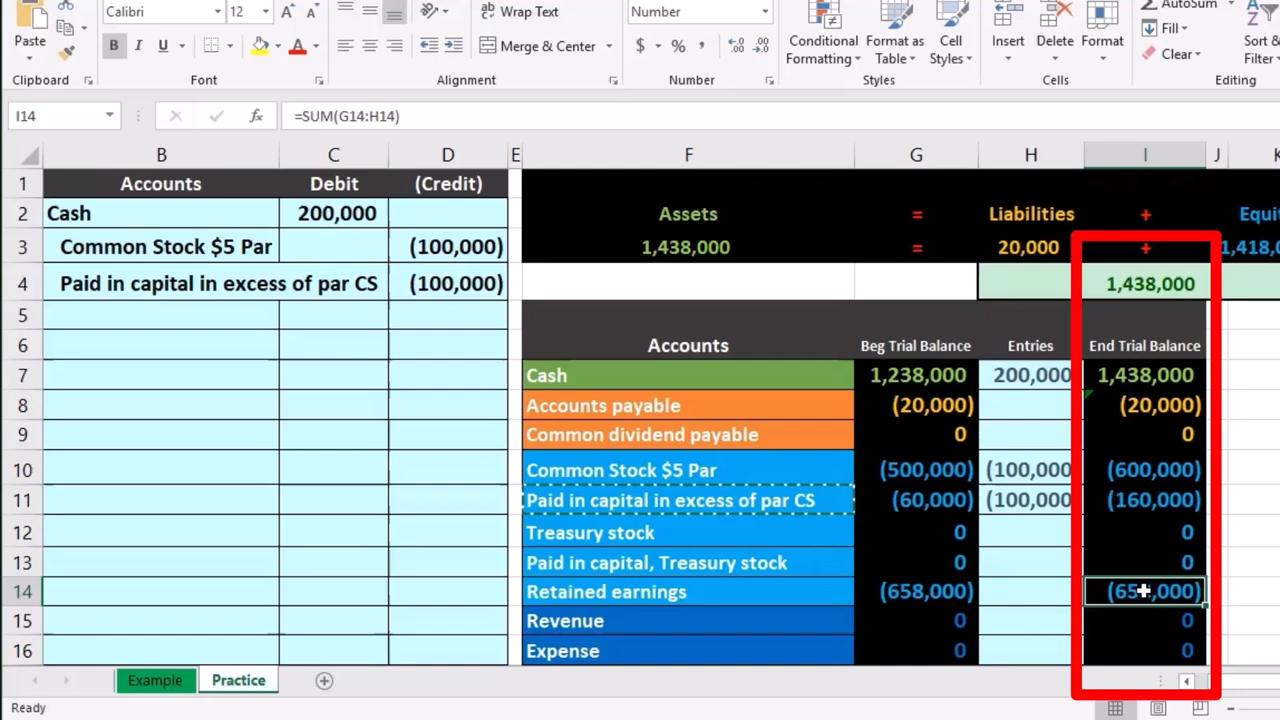 Calibri 12 Wrap Text Number AutoSum
Paste B I U A Merge & Center $ % , Conditional Formatting Format as Table Cell Styles Insert Delete Format Fill Clear Sort & Filter
Clipboard Font Alignment Number Styles Cells Editing
I14 fx =SUM(G14:H14)
B C D E F G H I J
1 Accounts Debit (Credit)
2 Cash 200,000 Assets = Liabilities +
3 Common Stock $5 Par (100,000) 1,438,000 = 20,000 +
4 Paid in capital in excess of par CS (100,000) 1,438,000
5
6 Accounts Beg Trial Balance Entries End Trial Balance
7 Cash 1,238,000 200,000 1,438,000
8 Accounts payable (20,000) (20,000)
9 Common dividend payable 0 0
10 Common Stock $5 Par (500,000) (100,000 (600,000)
11 Paid in capital in excess of par CS (60,000) (100,000 (160,000)
12 Treasury stock 0 0
13 Paid in capital, Treasury stock 0 0
14 Retained earnings (658,000)
15 Revenue 0 0
16 Expense 0 0
Example Practice
Ready